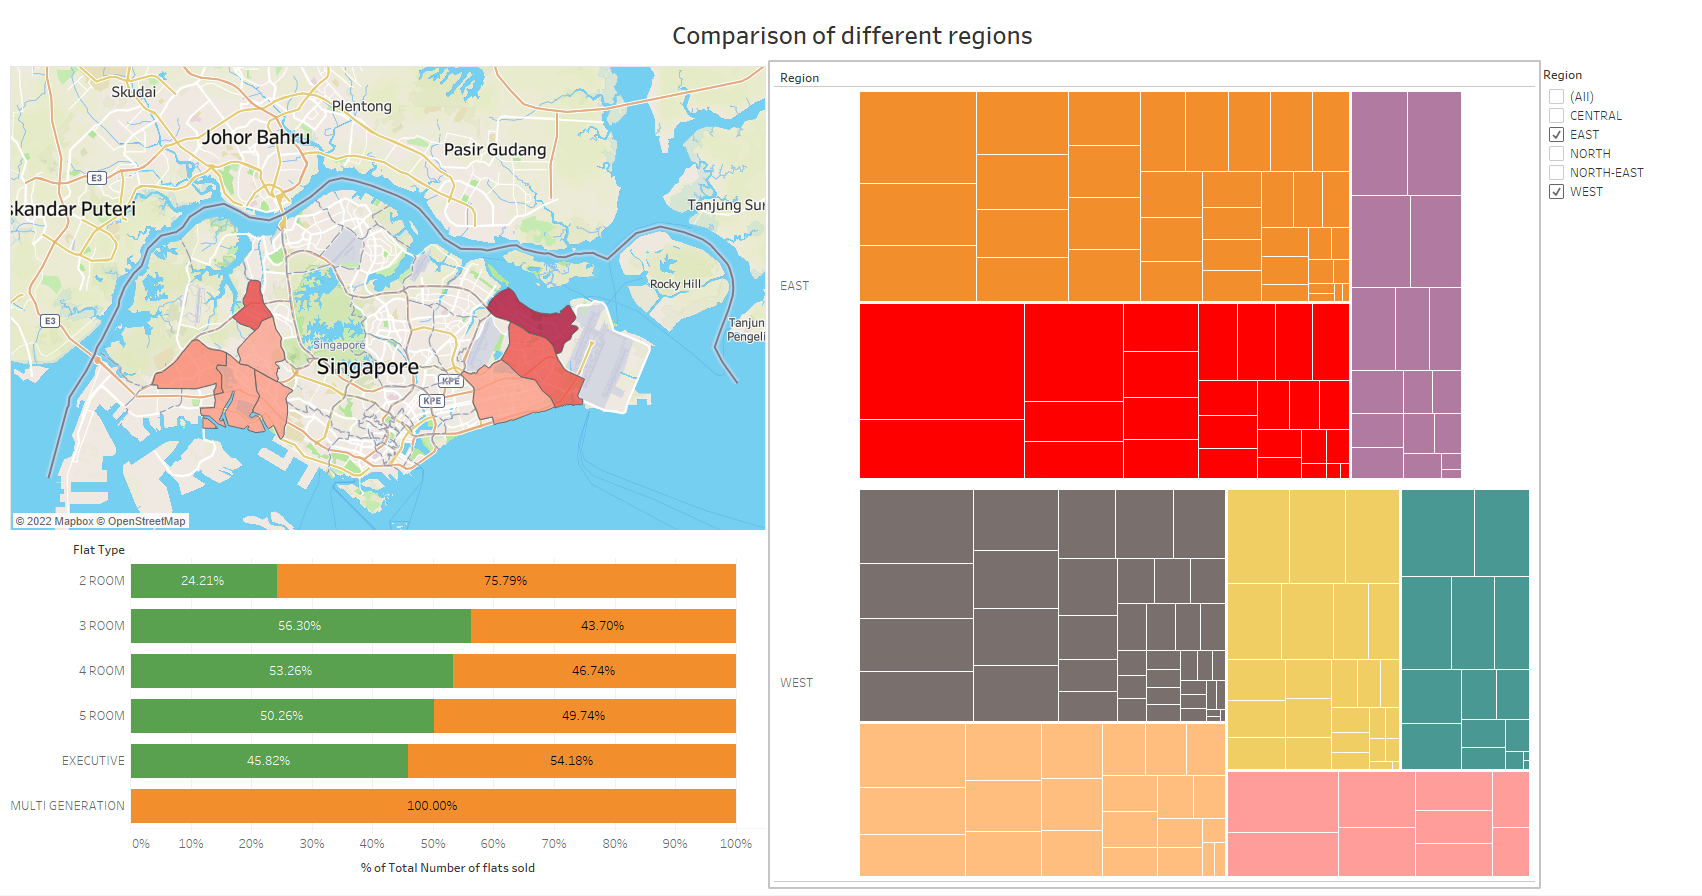 Comparison of different regions
Skudai
Plentong
Johor Bahru
Pasir Gudang
E3
skandar Puteri
Tanjung Sur
Rocky Hill
E3
Tanjun
Pengeli
Singapore
Singapore
KPE
KPE
© 2022 Mapbox © OpenStreetMap
Flat Type
2 ROOM 24.21% 75.79%
3 ROOM 56.30% 43.70%
4 ROOM 53.26% 46.74%
5 ROOM 50.26% 49.74%
EXECUTIVE 45.82% 54.18%
MULTI GENERATION 100.00%
0% 10% 20% 30% 40% 50% 60% 70% 80% 90% 100%
% of Total Number of flats sold
Region
EAST
WEST
Region
(All)
CENTRAL
EAST
NORTH
NORTH-EAST
WEST